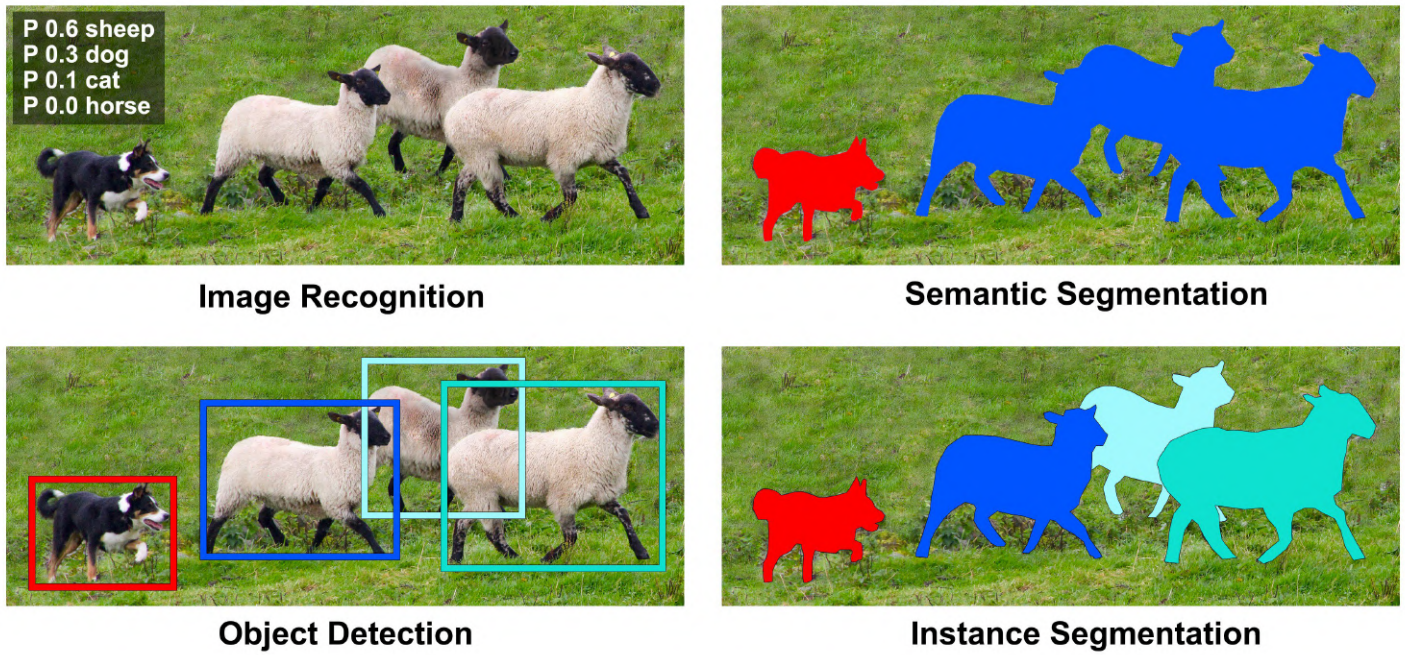 P 0.6 sheep
P 0.3 dog
P 0.1 cat
P 0.0 horse
Image Recognition
Semantic Segmentation
Object Detection
Instance Segmentation